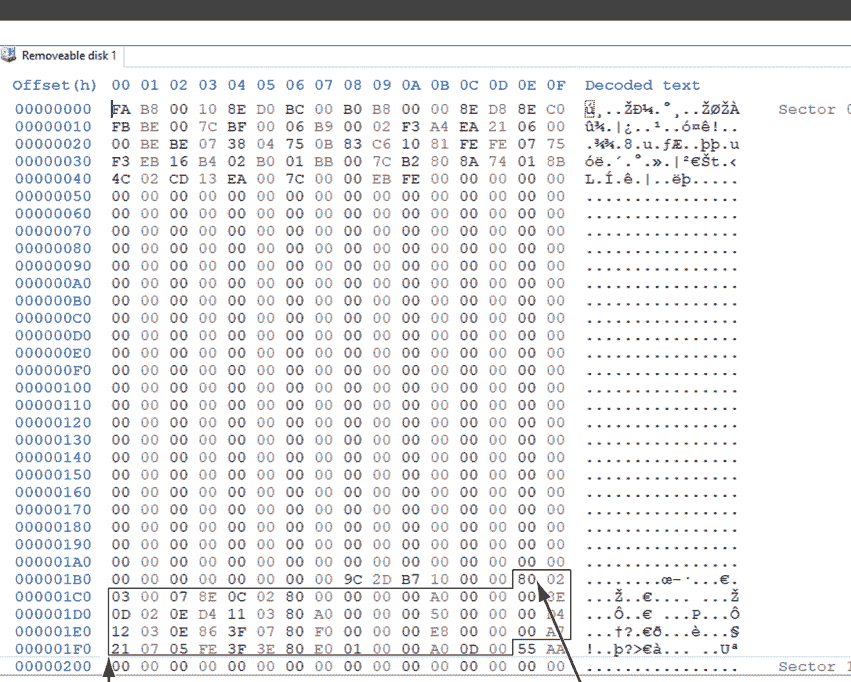 Removeable disk 1
Offset(h) 00 01 02 03 04 05 06 07 08 09 0A 0B 0C 0D 0E 0F Decoded text
00000000 FA B8 00 10 8E D0 BC 00 B0 B8 00 00 8E D8 8E C0 ú¸..ŽÐ¼.°¸..ŽØŽÀ Sector
00000010 FB BE 00 7C BF 00 06 B9 00 02 F3 A4 EA 21 06 00 û¾.|¿..¹..ó¤ê!..
00000020 00 BE BE 07 38 04 75 0B 83 C6 10 81 FE FE 07 75 .¾¾.8.u.ƒÆ..þþ.u
00000030 F3 EB 16 B4 02 B0 01 BB 00 7C B2 80 8A 74 01 8B óë.´.°.».|²€Št.‹
00000040 4C 02 CD 13 EA 00 7C 00 00 EB FE 00 00 00 00 00 L.Í.ê.|..ëþ.....
00000050 00 00 00 00 00 00 00 00 00 00 00 00 00 00 00 00 ................
00000060 00 00 00 00 00 00 00 00 00 00 00 00 00 00 00 00 ................
00000070 00 00 00 00 00 00 00 00 00 00 00 00 00 00 00 00 ................
00000080 00 00 00 00 00 00 00 00 00 00 00 00 00 00 00 00 ................
00000090 00 00 00 00 00 00 00 00 00 00 00 00 00 00 00 00 ................
000000A0 00 00 00 00 00 00 00 00 00 00 00 00 00 00 00 00 ................
000000B0 00 00 00 00 00 00 00 00 00 00 00 00 00 00 00 00 ................
000000C0 00 00 00 00 00 00 00 00 00 00 00 00 00 00 00 00 ................
000000D0 00 00 00 00 00 00 00 00 00 00 00 00 00 00 00 00 ................
000000E0 00 00 00 00 00 00 00 00 00 00 00 00 00 00 00 00 ................
000000F0 00 00 00 00 00 00 00 00 00 00 00 00 00 00 00 00 ................
00000100 00 00 00 00 00 00 00 00 00 00 00 00 00 00 00 00 ................
00000110 00 00 00 00 00 00 00 00 00 00 00 00 00 00 00 00 ................
00000120 00 00 00 00 00 00 00 00 00 00 00 00 00 00 00 00 ................
00000130 00 00 00 00 00 00 00 00 00 00 00 00 00 00 00 00 ................
00000140 00 00 00 00 00 00 00 00 00 00 00 00 00 00 00 00 ................
00000150 00 00 00 00 00 00 00 00 00 00 00 00 00 00 00 00 ................
00000160 00 00 00 00 00 00 00 00 00 00 00 00 00 00 00 00 ................
00000170 00 00 00 00 00 00 00 00 00 00 00 00 00 00 00 00 ................
00000180 00 00 00 00 00 00 00 00 00 00 00 00 00 00 00 00 ................
00000190 00 00 00 00 00 00 00 00 00 00 00 00 00 00 00 00 ................
000001A0 00 00 00 00 00 00 00 00 00 00 00 00 00 00 00 00 ................
000001B0 00 00 00 00 00 00 00 00 9C 2D B7 10 00 00 80 02 ........œ-·...€.
000001C0 03 00 07 8E 0C 02 80 00 00 00 00 A0 00 00 00 8E ...Ž..€.... ...Ž
000001D0 0D 02 0E D4 11 03 80 A0 00 00 00 50 00 00 00 D4 ...Ô..€ ...P...Ô
000001E0 12 03 0E 86 3F 07 80 F0 00 00 00 E8 00 00 00 A7 ...†?.€ð...è...§
000001F0 21 07 05 FE 3F 3E 80 E0 01 00 00 A0 0D 00 55 AA !..þ?>€à... ..Uª
00000200 00 00 00 00 00 00 00 00 00 00 00 00 00 00 00 00 ................ Sector